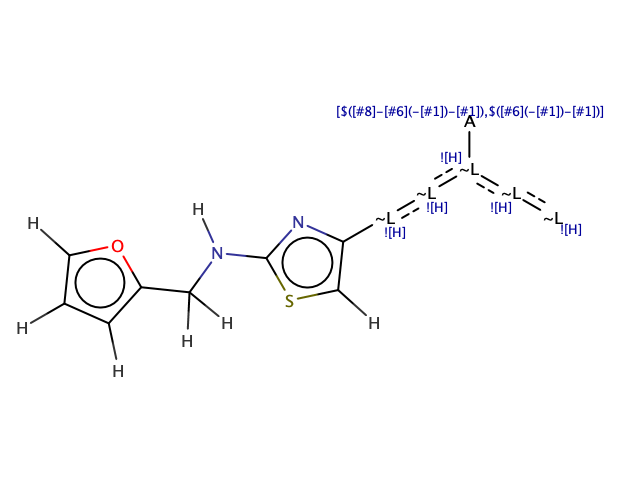 [$([#8]-[#6](-[#1])-[#1]),$([#6](-[#1])-[#1])]
A
![H]
~L
~L ~L
![H] ![H]
~L ~L
![H] ![H]
H
H N
O N
S
H H
H
H
H